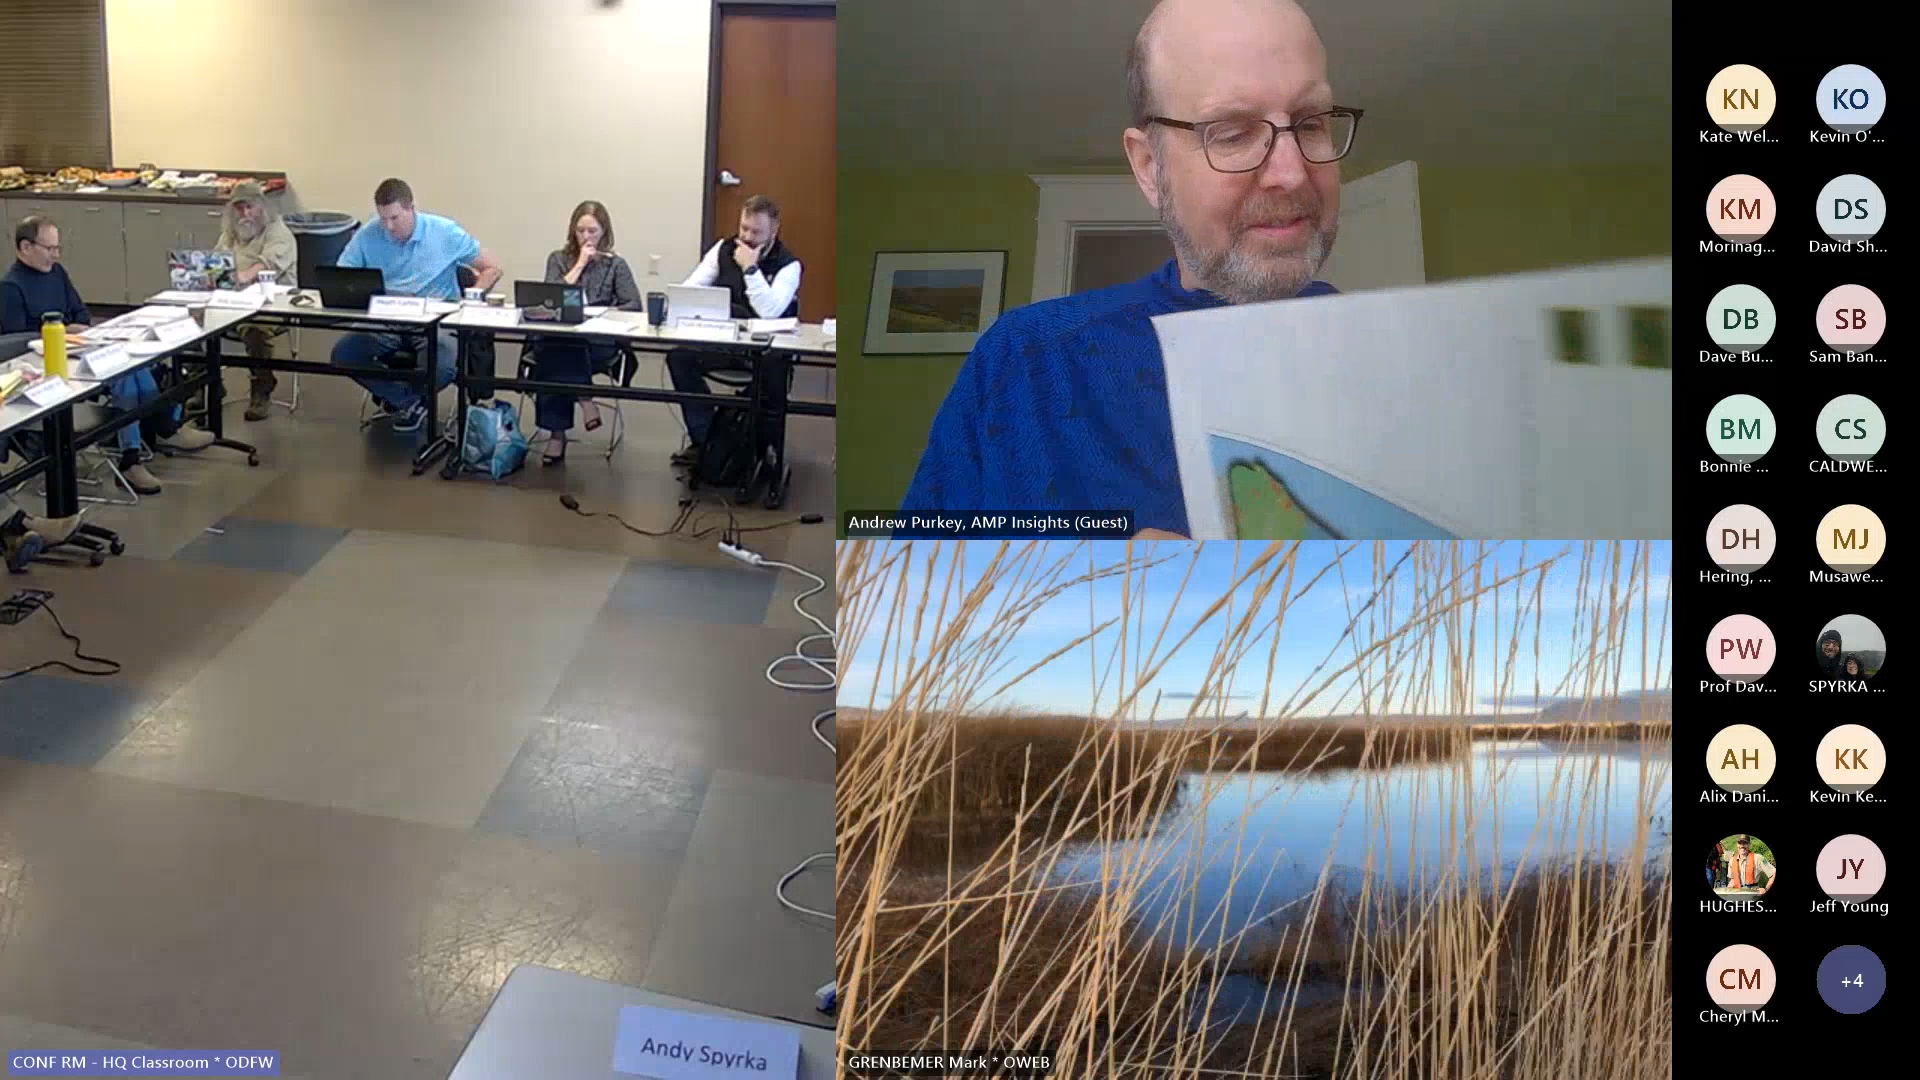 CONF RM - HQ Classroom * ODFW
Andy Spyrka
Andrew Purkey, AMP Insights (Guest)
GRENBEMER Mark * OWEB
KN
Kate Wel...
KO
Kevin O'...
KM
Morinag...
DS
David Sh...
DB
Dave Bu...
SB
Sam Ban...
BM
Bonnie ...
CS
CALDWE...
DH
Hering, ...
MJ
Musawe...
PW
Prof Dav...
SPYRKA ...
AH
Alix Dani...
KK
Kevin Ke...
HUGHES...
JY
Jeff Young
CM
Cheryl M...
+4